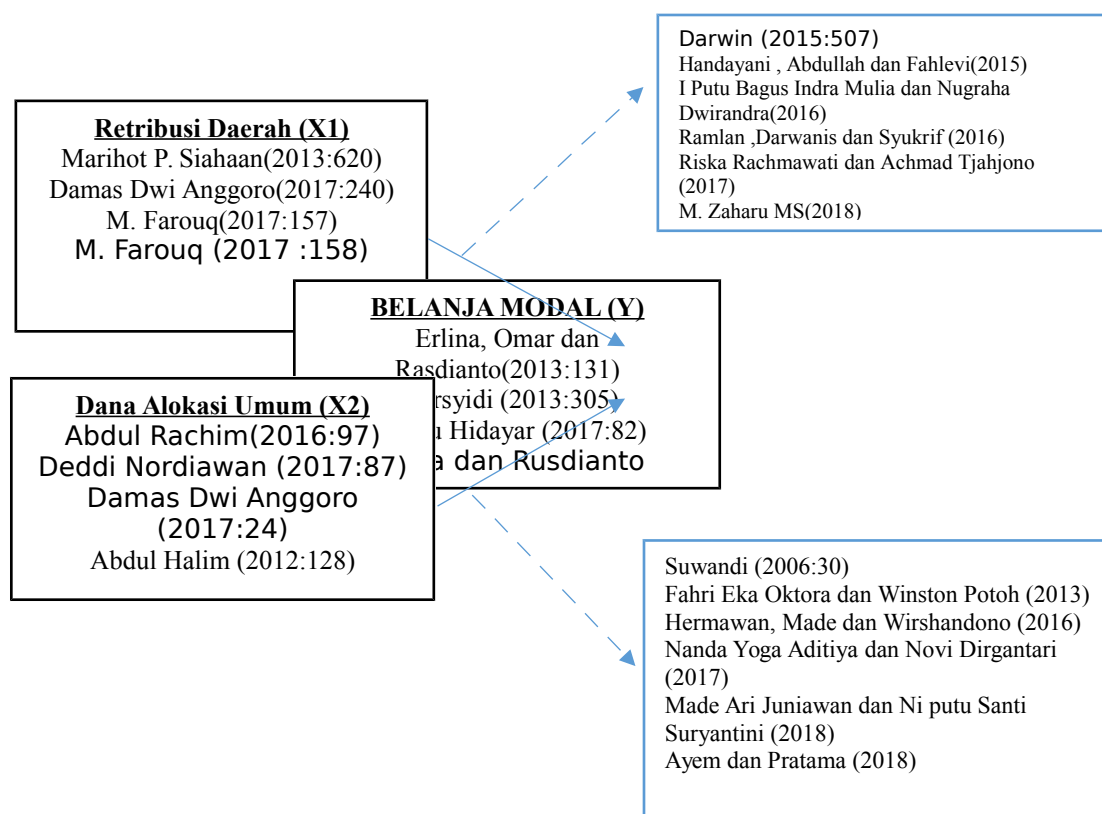 Darwin (2015:507)
Handayani , Abdullah dan Fahlevi(2015)
I Putu Bagus Indra Mulia dan Nugraha
Dwirandra(2016)
Ramlan ,Darwanis dan Syukrif (2016)
Riska Rachmawati dan Achmad Tjahjono
(2017)
M. Zaharu MS(2018)
Retribusi Daerah (X1)
Marihot P. Siahaan(2013:620)
Damas Dwi Anggoro(2017:240)
M. Farouq(2017:157)
M. Farouq (2017 :158)
BELANJA MODAL (Y)
Erlina, Omar dan
Rasdianto(2013:131)
(2013:305)
Hidayar (2017:82)
dan Rusdianto
Dana Alokasi Umum (X2)
Abdul Rachim(2016:97)
Deddi Nordiawan (2017:87)
Damas Dwi Anggoro
(2017:24)
Abdul Halim (2012:128)
Suwandi (2006:30)
Fahri Eka Oktora dan Winston Potoh (2013)
Hermawan, Made dan Wirshandono (2016)
Nanda Yoga Aditiya dan Novi Dirgantari
(2017)
Made Ari Juniawan dan Ni putu Santi
Suryantini (2018)
Ayem dan Pratama (2018)